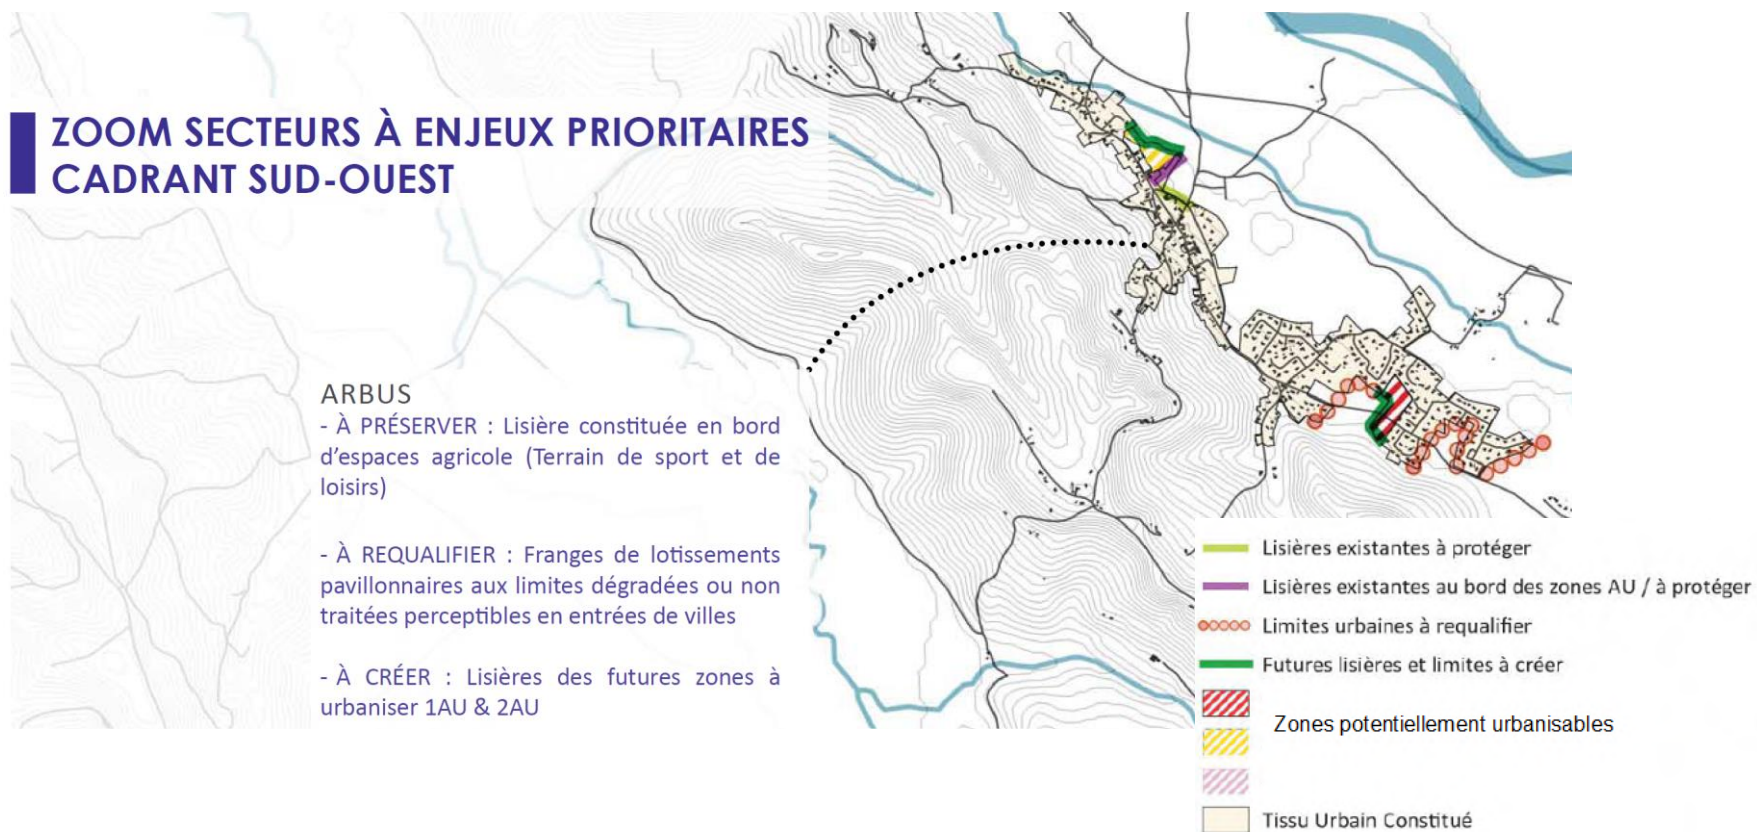 ZOOM SECTEURS À ENJEUX PRIORITAIRES
CADRANT SUD-OUEST
ARBUS
- À PRÉSERVER : Lisière constituée en bord
d'espaces agricole (Terrain de sport et de
loisirs)
- À REQUALIFIER : Franges de lotissements
pavillonnaires aux limites dégradées ou non
traitées perceptibles en entrées de villes
- À CRÉER : Lisières des futures zones à
urbaniser 1AU & 2AU
Lisières existantes à protéger
Lisières existantes au bord des zones AU / à protéger
Limites urbaines à requalifier
Futures lisières et limites à créer
Zones potentiellement urbanisables
Tissu Urbain Constitué